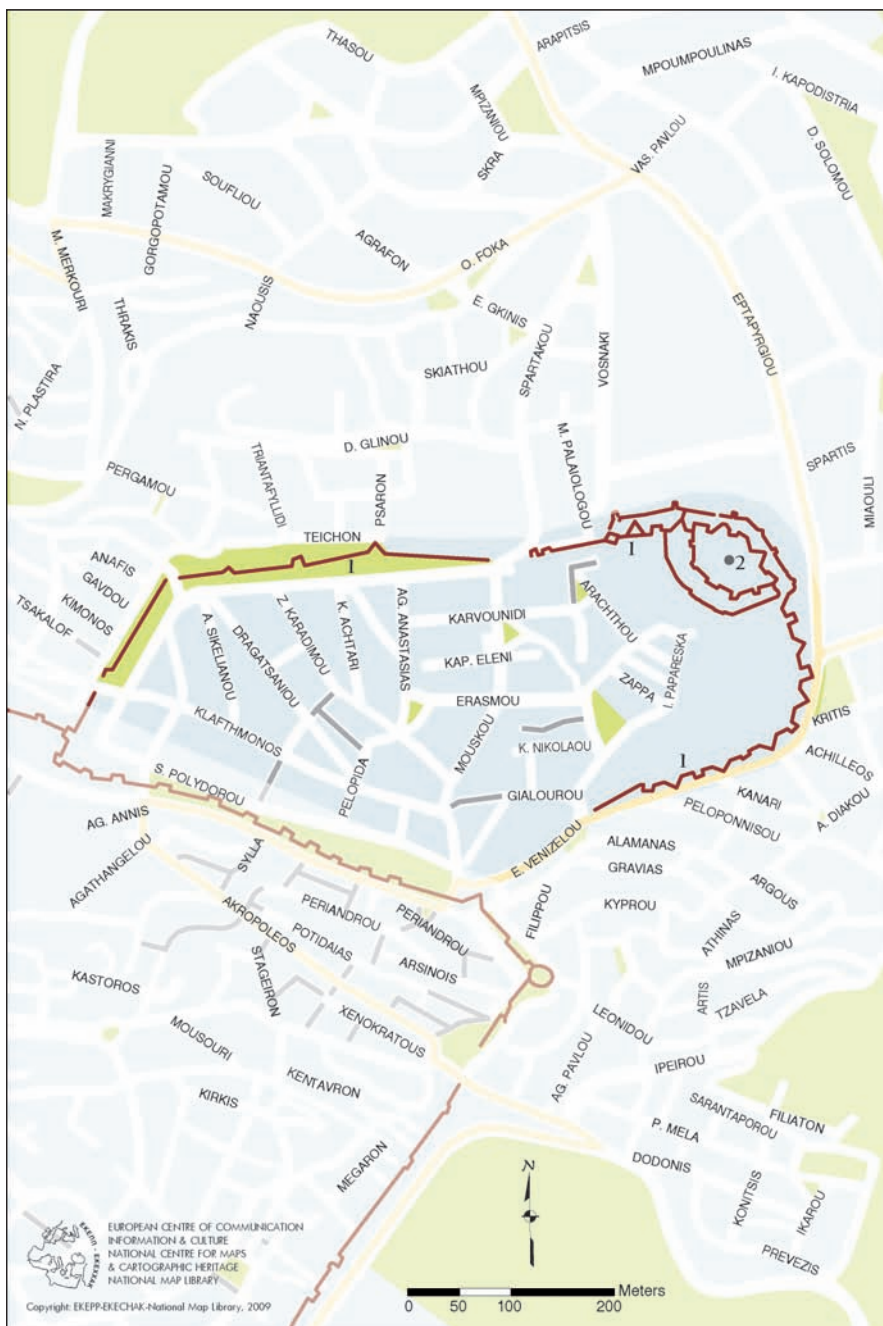 THASOU
ARAPITSIS
MPOUMPOULINAS
I. KAPODISTRIA
MPIZANIOU
D. SOLOMOU
SKRA
VAS. PAVLOU
MAKRYGIANNI
GORGOPOTAMOU
SOUFLIOU
AGRAFON
O. FOKA
M. MERKOURI
THRAKIS
NAOUSIS
E. GKINIS
EPTAPYRGIOU
SKIATHOU
SPARTAKOU
VOSNAKI
N. PLASTIRA
D. GLINOU
TRIANTAFYLLIDI
PSARON
M. PALAIOLOGOU
SPARTIS
MIAOULI
PERGAMOU
TEICHON
1
1
2
ANAFIS
GAVDOU
KIMONOS
TSAKALOF
A. SIKELIANOU
DRAGATSANIOU
Z. KARADIMOU
K. ACHTARI
AG. ANASTASIAS
KARVOUNIDI
ARACHTHOU
KAP. ELENI
ZAPPA
I. PAPARESKA
ERASMOU
KLAFTHMONOS
MOUSKOU
K. NIKOLAOU
KRITIS
1
ACHILLEOS
S. POLYDOROU
PELOPIDA
GIALOUROU
KANARI
PELOPONNISOU
A. DIAKOU
AG. ANNIS
E. VENIZELOU
ALAMANAS
GRAVIAS
ARGOUS
AGATHANGELOU
SYLLA
PERIANDROU
PERIANDROU
FILIPPOU
KYPROU
ATHINAS
AKROPOLEOS
POTIDAIAS
ARSINOIS
MPIZANIOU
KASTOROS
STAGEIRON
ARTIS
TZAVELA
XENOKRATOUS
LEONIDOU
MOUSOURI
AG. PAVLOU
IPEIROU
KENTAVRON
KIRKIS
SARANTAPOROU
FILIATON
P. MELA
MEGARON
DODONIS
KONITSIS
IKAROU
PREVEZIS
N
EKEPP - EKEXXAK
EUROPEAN CENTRE OF COMMUNICATION
INFORMATION & CULTURE
NATIONAL CENTRE FOR MAPS
& CARTOGRAPHIC HERITAGE
NATIONAL MAP LIBRARY
Copyright: EKEPP-EKECHAK-National Map Library, 2009
Meters
0 50 100 200